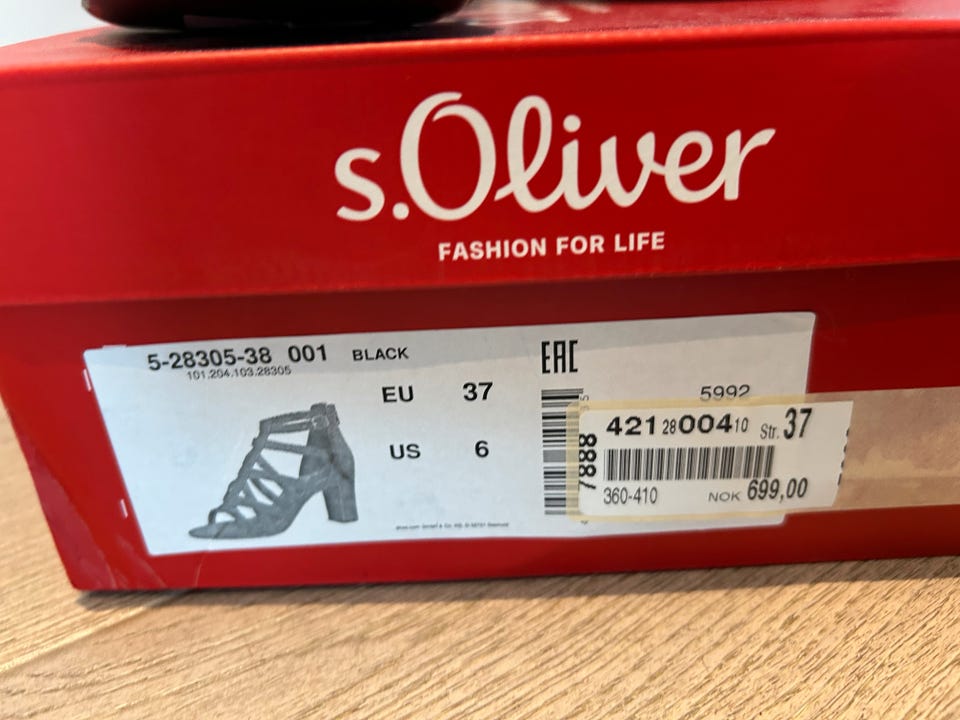 s.Oliver
FASHION FOR LIFE
5-28305-38 001 BLACK
101.204.103.28305
EU 37
US 6
EAC
5992
421 28 004 10 Str. 37
7888
360-410 NOK 699,00